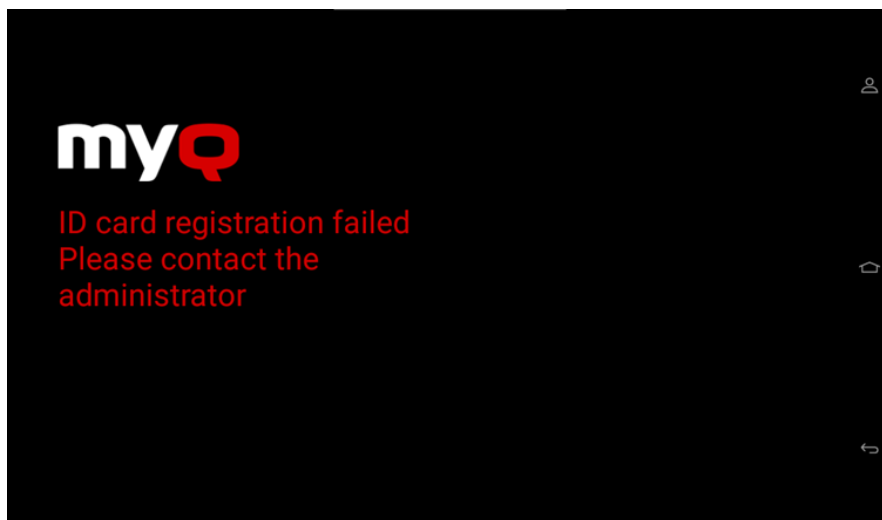 myQ
ID card registration failed
Please contact the
administrator